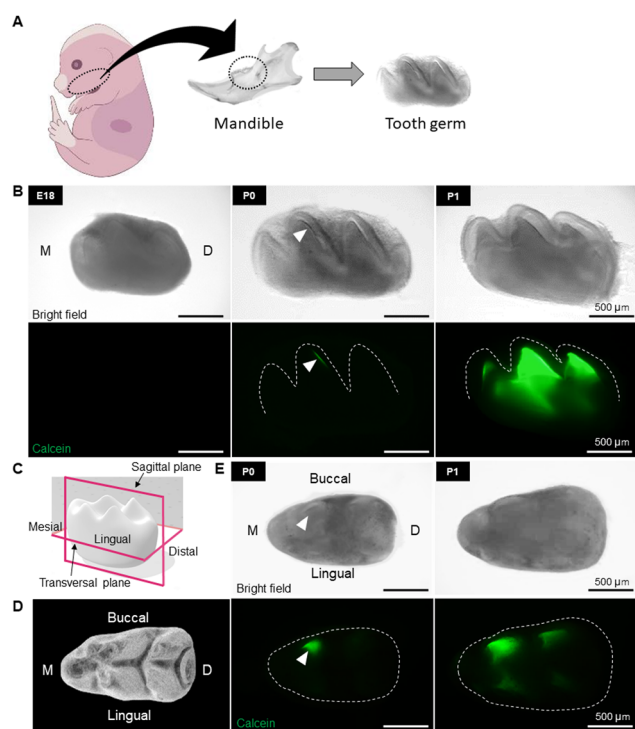 A
Mandible
Tooth germ
B
E18
P0
P1
M
D
Bright field
500 µm
Calcein
500 µm
C
Sagittal plane
Mesial
Lingual
Distal
Transversal plane
E
P0
P1
Buccal
M
D
Lingual
Bright field
500 µm
D
Buccal
M
D
Lingual
Calcein
500 µm